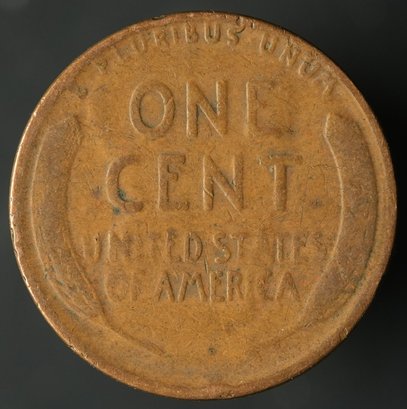 E PLURIBUS UNUM
ONE
CENT
UNITED STATES
OF AMERICA